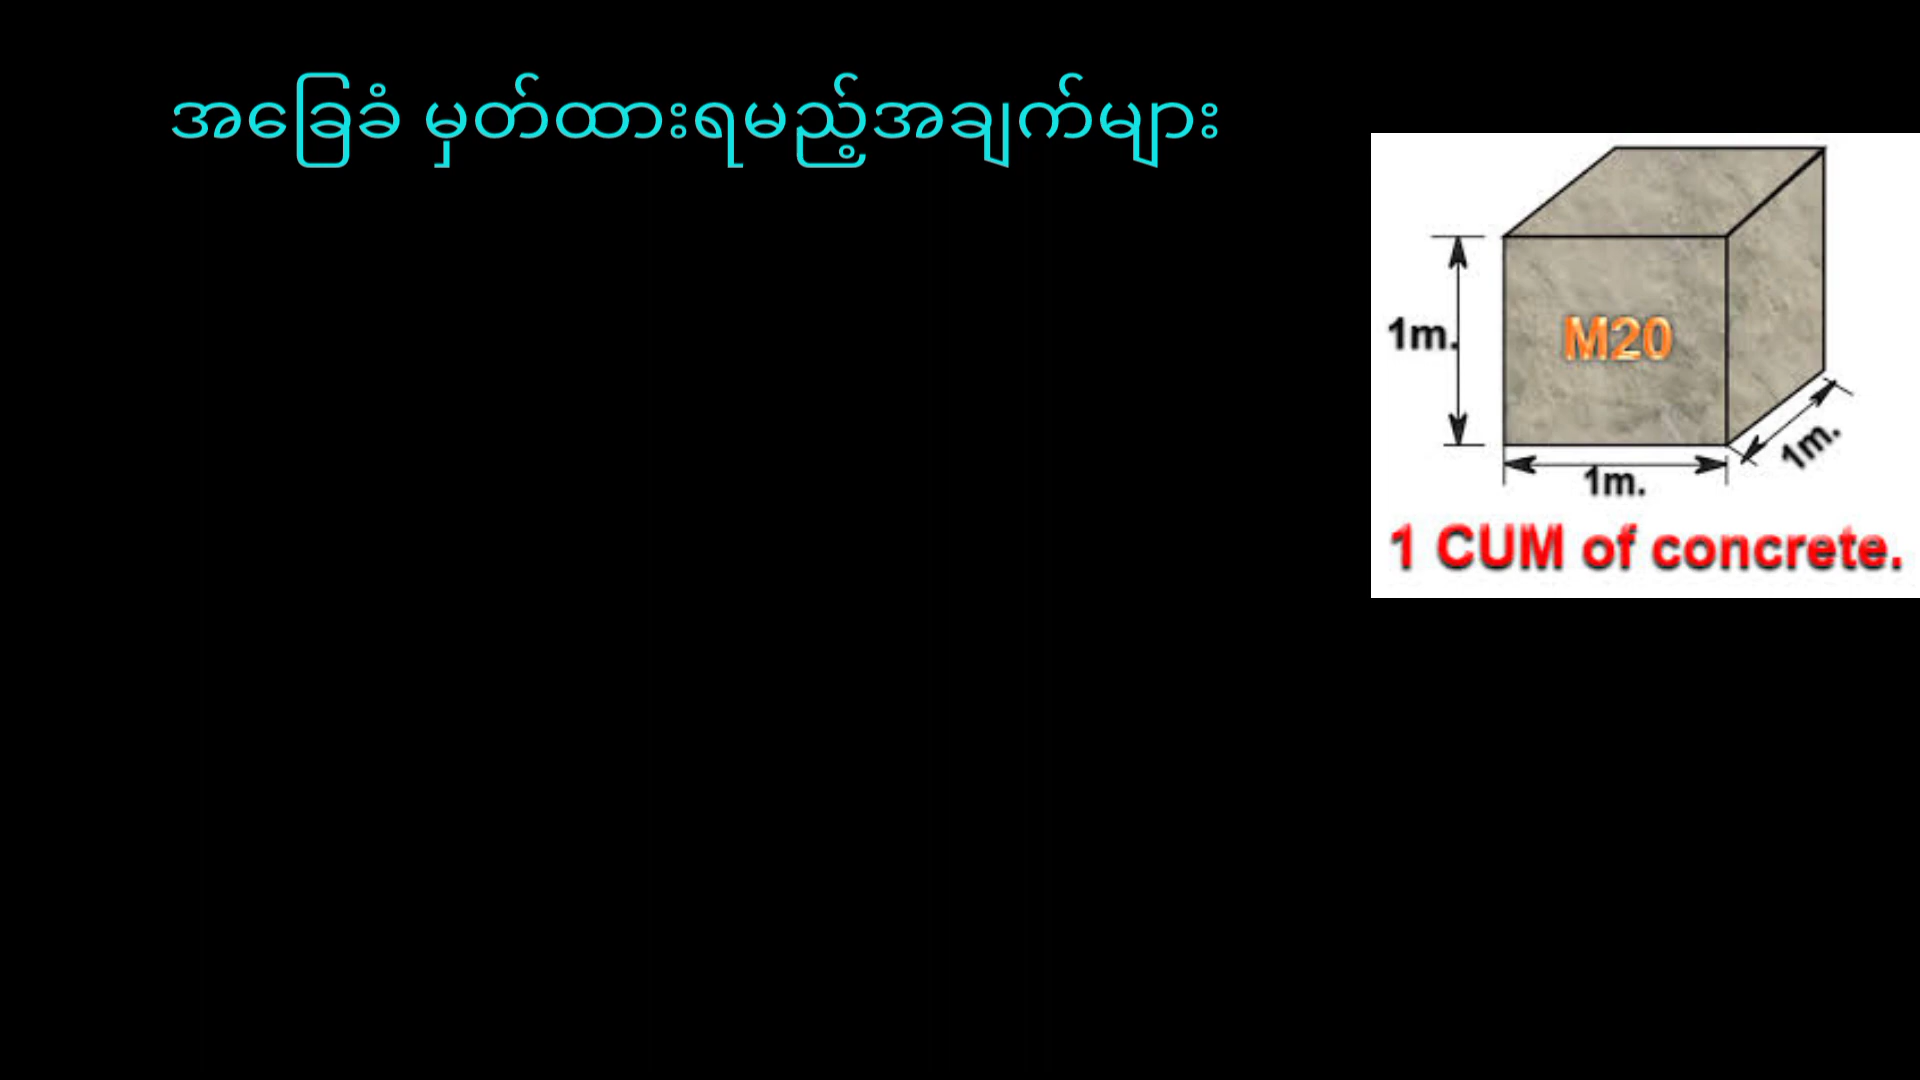 အခြေခံ မှတ်ထားရမည့်အချက်များ
M20
1m.
1m.
1m.
1 CUM of concrete.